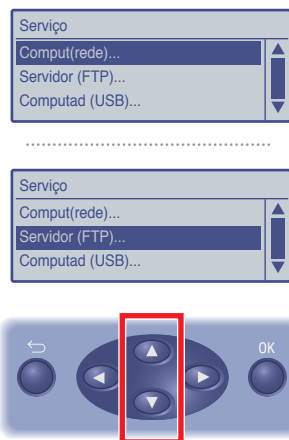 Serviço
Comput(rede)...
Servidor (FTP)...
Computad (USB)...
Serviço
Comput(rede)...
Servidor (FTP)...
Computad (USB)...
OK